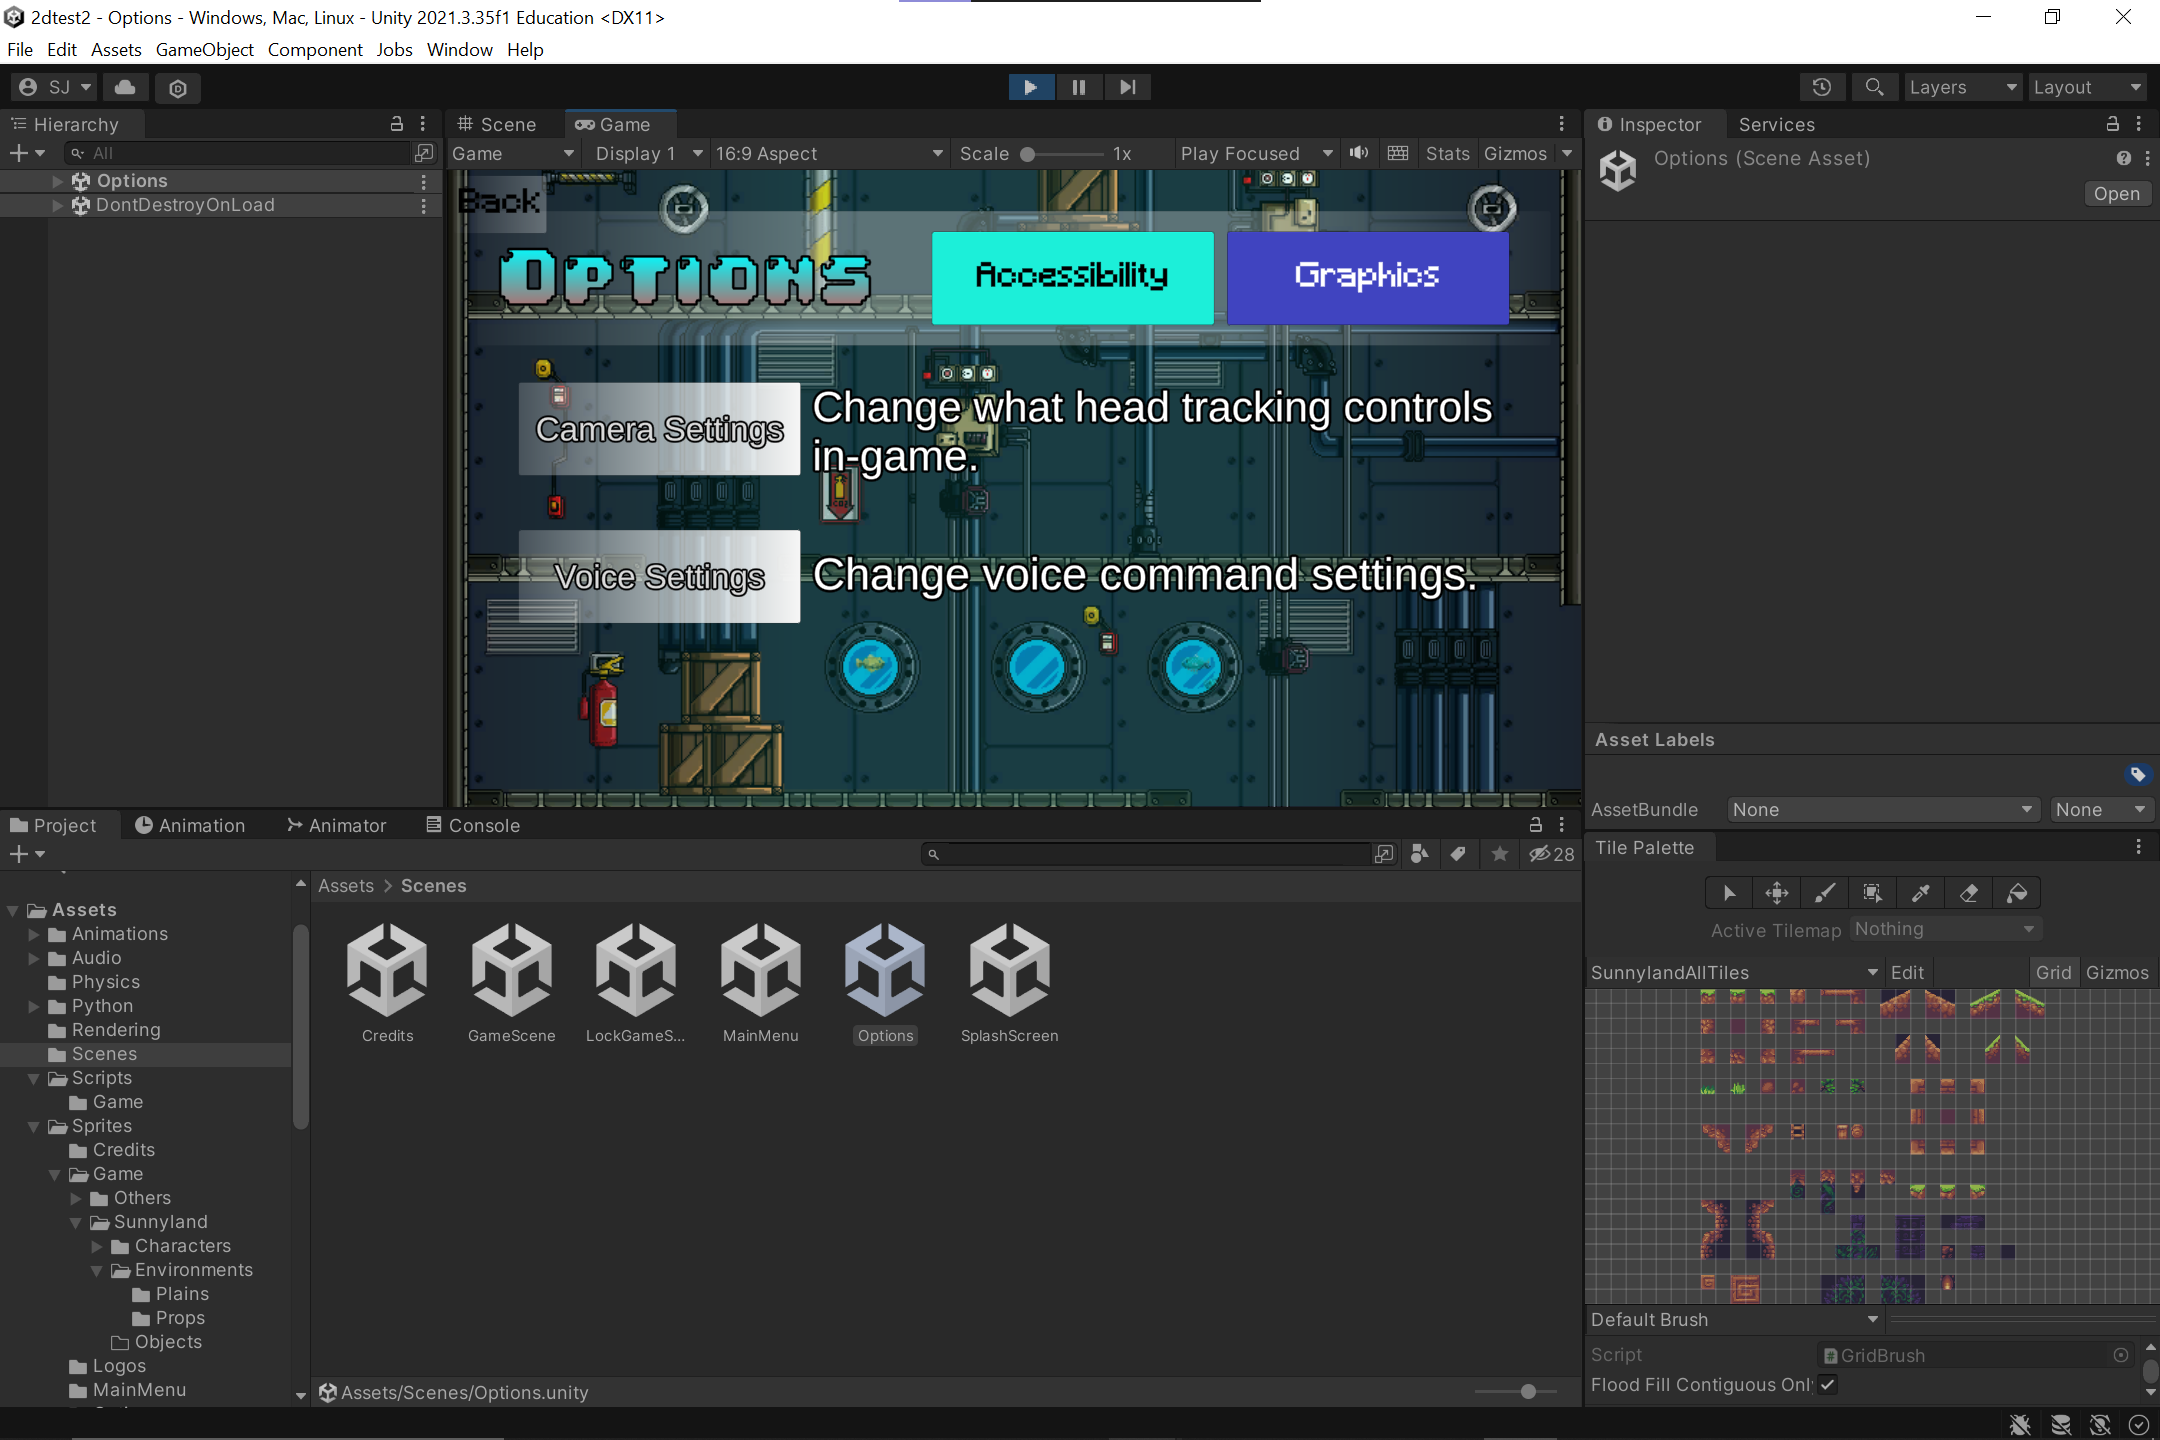 2dtest2 - Options - Windows, Mac, Linux - Unity 2021.3.35f1 Education <DX11>
File Edit Assets GameObject Component Jobs Window Help
SJ
Layers
Layout
Hierarchy
Scene
Game
Inspector
Services
All
Game
Display 1
16:9 Aspect
Scale
1x
Play Focused
Stats
Gizmos
Options (Scene Asset)
Open
Options
DontDestroyOnLoad
Back
Options
Accessibility
Graphics
Camera Settings
Change what head tracking controls
in-game.
Voice Settings
Change voice command settings.
Asset Labels
AssetBundle
None
None
Project
Animation
Animator
Console
28
Assets > Scenes
Assets
Animations
Audio
Physics
Python
Rendering
Scenes
Scripts
Game
Sprites
Credits
Game
Others
Sunnyland
Characters
Environments
Plains
Props
Objects
Logos
MainMenu
Credits
GameScene
LockGameS...
MainMenu
Options
SplashScreen
Assets/Scenes/Options.unity
Tile Palette
Active Tilemap
Nothing
SunnylandAllTiles
Edit
Grid
Gizmos
Default Brush
Script
GridBrush
Flood Fill Contiguous Onl